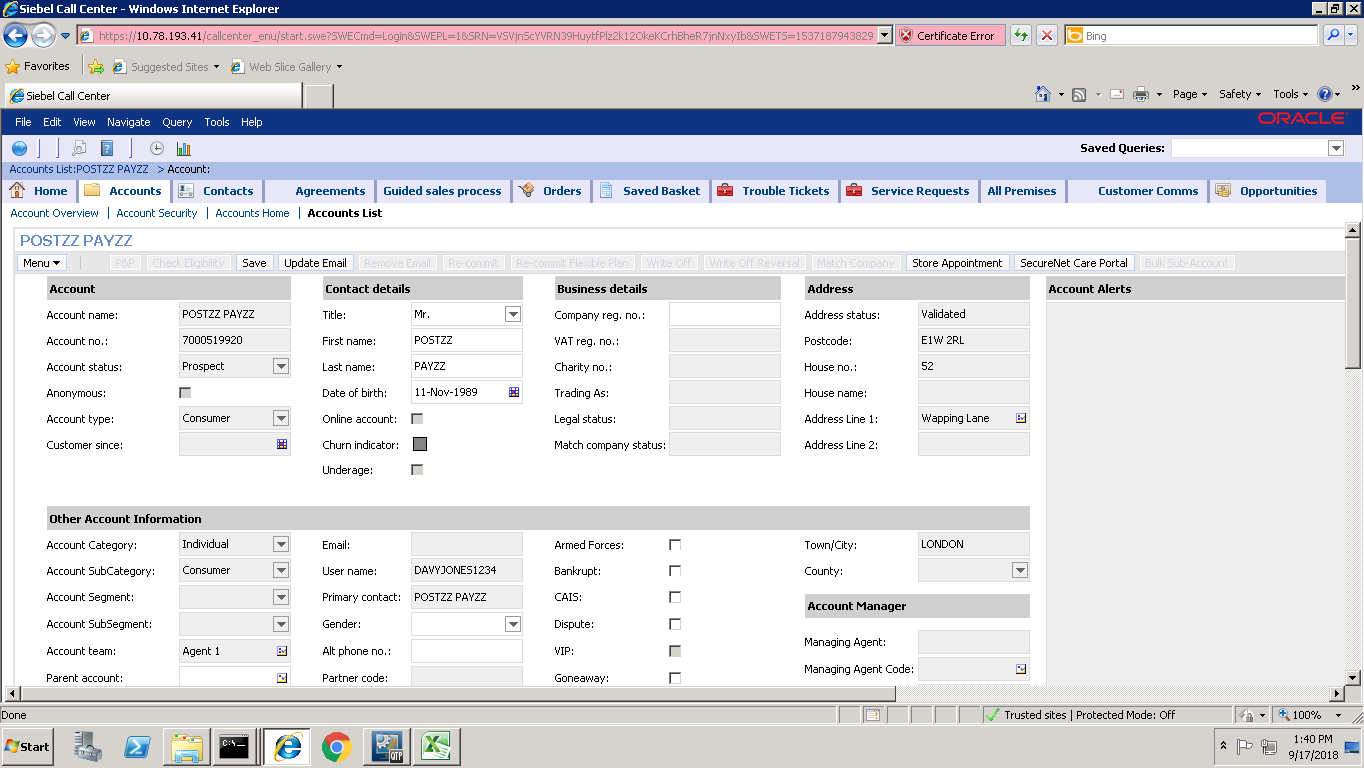 Siebel Call Center - Windows Internet Explorer
https://10.78.193.41/callcenter_enu/start.swe?SWECmd=Login&SWEPL=1&SRN=VSVjnScYVRN39HuytfPlz2k12OkeKCrhBheR7jnNxyIb&SWETS=1537187943829 Certificate Error Bing
Favorites Suggested Sites Web Slice Gallery
Siebel Call Center Page Safety Tools
File Edit View Navigate Query Tools Help ORACLE
Saved Queries:
Accounts List:POSTZZ PAYZZ > Account:
Home Accounts Contacts Agreements Guided sales process Orders Saved Basket Trouble Tickets Service Requests All Premises Customer Comms Opportunities
Account Overview | Account Security | Accounts Home | Accounts List
POSTZZ PAYZZ
Menu P&P Check Eligibility Save Update Email Remove Email Re-commit Re-commit Flexible Plan Write Off Write Off Reversal Match Company Store Appointment SecureNet Care Portal Bulk Sub-Account
Account Contact details Business details Address Account Alerts
Account name: POSTZZ PAYZZ Title: Mr. Company reg. no.: Address status: Validated
Account no.: 7000519920 First name: POSTZZ VAT reg. no.: Postcode: E1W 2RL
Account status: Prospect Last name: PAYZZ Charity no.: House no.: 52
Anonymous: Date of birth: 11-Nov-1989 Trading As: House name:
Account type: Consumer Online account: Legal status: Address Line 1: Wapping Lane
Customer since: Churn indicator: Match company status: Address Line 2:
Underage:
Other Account Information
Account Category: Individual Email: Armed Forces: Town/City: LONDON
Account SubCategory: Consumer User name: DAVYJONES1234 Bankrupt: County:
Account Segment: Primary contact: POSTZZ PAYZZ CAIS: Account Manager
Account SubSegment: Gender: Dispute:
Account team: Agent 1 Alt phone no.: VIP: Managing Agent:
Parent account: Partner code: Goneaway: Managing Agent Code:
Done Trusted sites | Protected Mode: Off 100%
Start C:\ QTP 1:40 PM
9/17/2018